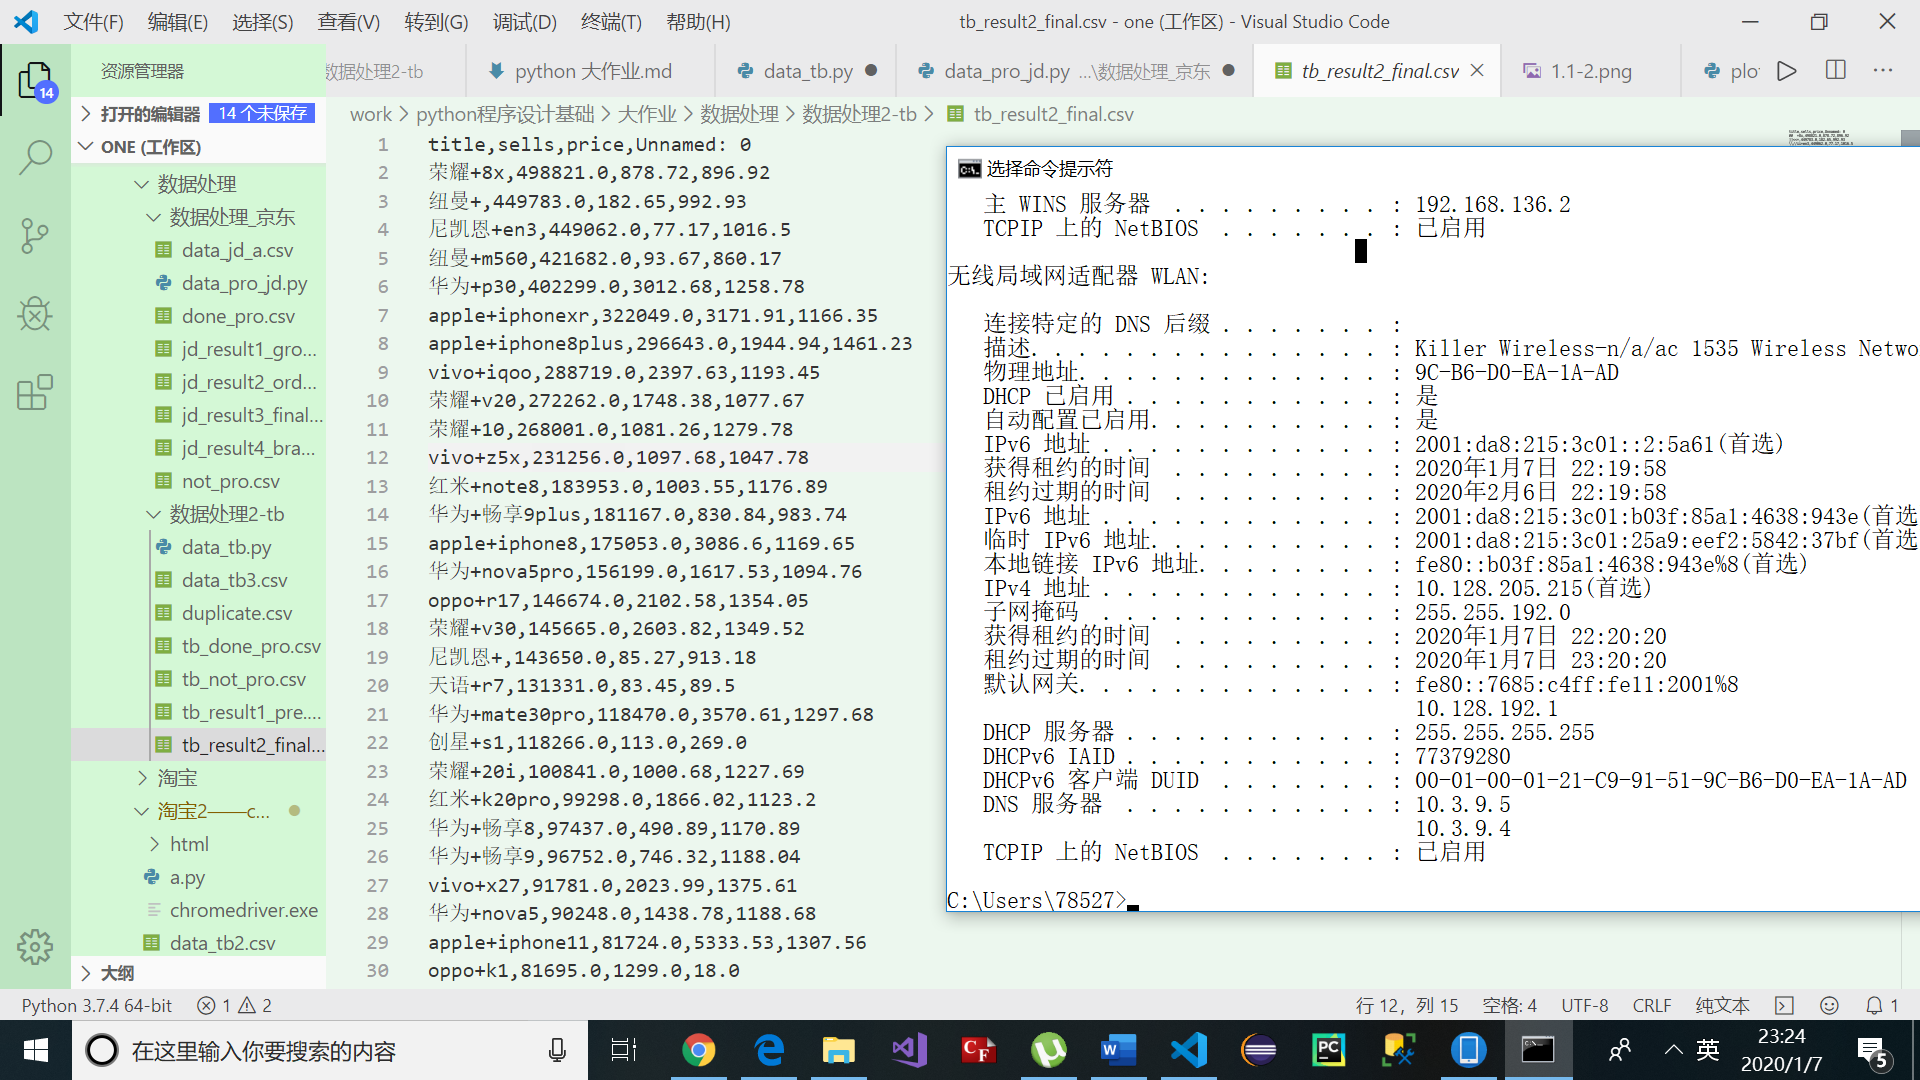 文件(F) 编辑(E) 选择(S) 查看(V) 转到(G) 调试(D) 终端(T) 帮助(H) tb_result2_final.csv - one (工作区) - Visual Studio Code
资源管理器 数据处理2-tb python 大作业.md data_tb.py data_pro_jd.py ...\数据处理_京东 tb_result2_final.csv 1.1-2.png plo
14
打开的编辑器 14 个未保存
work > python程序设计基础 > 大作业 > 数据处理 > 数据处理2-tb > tb_result2_final.csv
ONE (工作区)
数据处理
数据处理_京东
data_jd_a.csv
data_pro_jd.py
done_pro.csv
jd_result1_gro...
jd_result2_ord...
jd_result3_final...
jd_result4_bra...
not_pro.csv
数据处理2-tb
data_tb.py
data_tb3.csv
duplicate.csv
tb_done_pro.csv
tb_not_pro.csv
tb_result1_pre....
tb_result2_final...
淘宝
淘宝2——c...
html
a.py
chromedriver.exe
data_tb2.csv
大纲
1 title,sells,price,Unnamed: 0
2 荣耀+8x,498821.0,878.72,896.92
3 纽曼+,449783.0,182.65,992.93
4 尼凯恩+en3,449062.0,77.17,1016.5
5 纽曼+m560,421682.0,93.67,860.17
6 华为+p30,402299.0,3012.68,1258.78
7 apple+iphonexr,322049.0,3171.91,1166.35
8 apple+iphone8plus,296643.0,1944.94,1461.23
9 vivo+iqoo,288719.0,2397.63,1193.45
10 荣耀+v20,272262.0,1748.38,1077.67
11 荣耀+10,268001.0,1081.26,1279.78
12 vivo+z5x,231256.0,1097.68,1047.78
13 红米+note8,183953.0,1003.55,1176.89
14 华为+畅享9plus,181167.0,830.84,983.74
15 apple+iphone8,175053.0,3086.6,1169.65
16 华为+nova5pro,156199.0,1617.53,1094.76
17 oppo+r17,146674.0,2102.58,1354.05
18 荣耀+v30,145665.0,2603.82,1349.52
19 尼凯恩+,143650.0,85.27,913.18
20 天语+r7,131331.0,83.45,89.5
21 华为+mate30pro,118470.0,3570.61,1297.68
22 创星+s1,118266.0,113.0,269.0
23 荣耀+20i,100841.0,1000.68,1227.69
24 红米+k20pro,99298.0,1866.02,1123.2
25 华为+畅享8,97437.0,490.89,1170.89
26 华为+畅享9,96752.0,746.32,1188.04
27 vivo+x27,91781.0,2023.99,1375.61
28 华为+nova5,90248.0,1438.78,1188.68
29 apple+iphone11,81724.0,5333.53,1307.56
30 oppo+k1,81695.0,1299.0,18.0
选择命令提示符
主 WINS 服务器 . . . . . . . . . : 192.168.136.2
TCPIP 上的 NetBIOS . . . . . . . : 已启用
无线局域网适配器 WLAN:
连接特定的 DNS 后缀 . . . . . . . :
描述. . . . . . . . . . . . . . . : Killer Wireless-n/a/ac 1535 Wireless Netwo
物理地址. . . . . . . . . . . . . : 9C-B6-D0-EA-1A-AD
DHCP 已启用 . . . . . . . . . . . : 是
自动配置已启用. . . . . . . . . . : 是
IPv6 地址 . . . . . . . . . . . . : 2001:da8:215:3c01::2:5a61(首选)
获得租约的时间 . . . . . . . . . : 2020年1月7日 22:19:58
租约过期的时间 . . . . . . . . . : 2020年2月6日 22:19:58
IPv6 地址 . . . . . . . . . . . . : 2001:da8:215:3c01:b03f:85a1:4638:943e(首选
临时 IPv6 地址. . . . . . . . . . : 2001:da8:215:3c01:25a9:eef2:5842:37bf(首选
本地链接 IPv6 地址. . . . . . . . : fe80::b03f:85a1:4638:943e%8(首选)
IPv4 地址 . . . . . . . . . . . . : 10.128.205.215(首选)
子网掩码 . . . . . . . . . . . . : 255.255.192.0
获得租约的时间 . . . . . . . . . : 2020年1月7日 22:20:20
租约过期的时间 . . . . . . . . . : 2020年1月7日 23:20:20
默认网关. . . . . . . . . . . . . : fe80::7685:c4ff:fe11:2001%8
10.128.192.1
DHCP 服务器 . . . . . . . . . . . : 255.255.255.255
DHCPv6 IAID . . . . . . . . . . . : 77379280
DHCPv6 客户端 DUID . . . . . . . : 00-01-00-01-21-C9-91-51-9C-B6-D0-EA-1A-AD
DNS 服务器 . . . . . . . . . . . : 10.3.9.5
10.3.9.4
TCPIP 上的 NetBIOS . . . . . . . : 已启用
C:\Users\78527>
Python 3.7.4 64-bit 1 2 行 12，列 15 空格: 4 UTF-8 CRLF 纯文本 1
在这里输入你要搜索的内容 英 23:24
2020/1/7 5